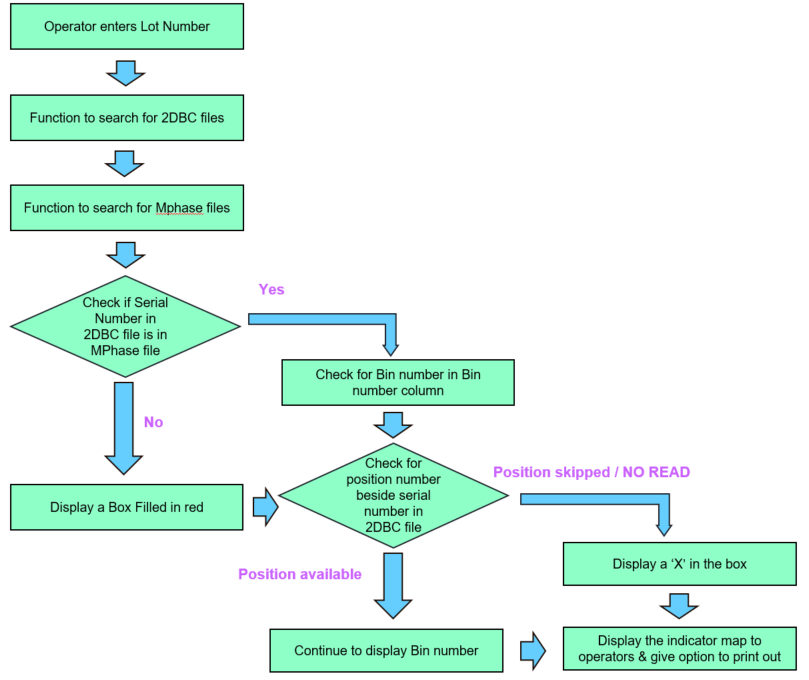 Operator enters Lot Number
Function to search for 2DBC files
Function to search for Mphase files
Check if Serial
Number in
2DBC file is in
MPhase file
Yes
No
Check for Bin number in Bin
number column
Display a Box Filled in red
Check for
position number
beside serial
number in
2DBC file
Position skipped / NO READ
Position available
Display a ‘X’ in the box
Continue to display Bin number
Display the indicator map to
operators & give option to print out